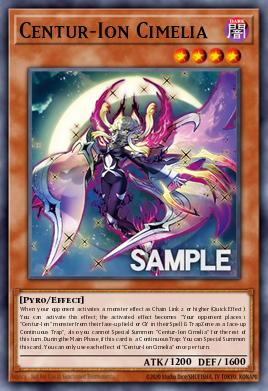 Centur-Ion Cimelia
DARK
闇
SAMPLE
[Pyro/Effect]
When your opponent activates a monster effect as Chain Link 2 or higher (Quick Effect):
You can activate this effect; the activated effect becomes "Your opponent places 1
"Centur-Ion" monster from their face-up field or GY in their Spell & Trap Zone as a face-up
Continuous Trap", also you cannot Special Summon "Centur-Ion Cimelia" for the rest of
this turn. During the Main Phase, if this card is a Continuous Trap: You can Special Summon
this card. You can only use each effect of "Centur-Ion Cimelia" once per turn.
ATK/1200 DEF/1600